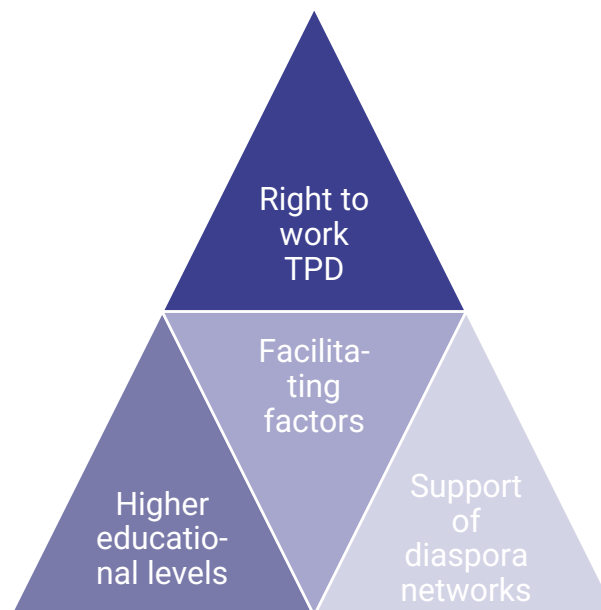 Right to
work
TPD
Facilita-
ting
factors
Higher
educatio-
nal levels
Support
of
diaspora
networks